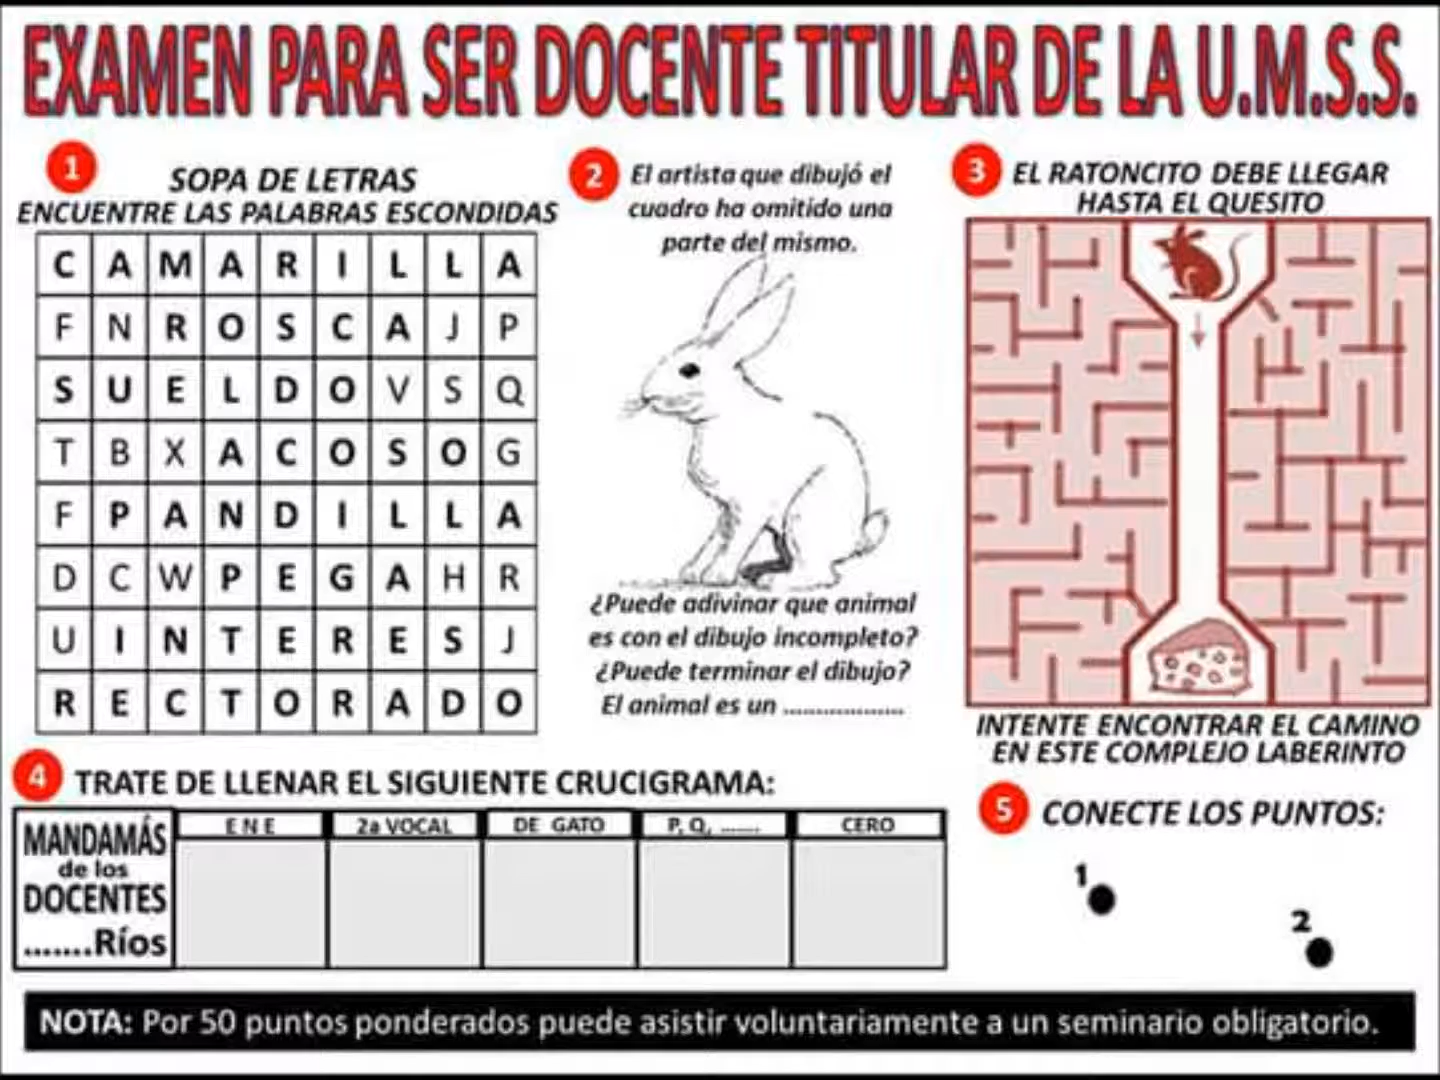 EXAMEN PARA SER DOCENTE TITULAR DE LA U.M.S.S.
1
SOPA DE LETRAS
ENCUENTRE LAS PALABRAS ESCONDIDAS
C A M A R I L L A
F N R O S C A J P
S U E L D O V S Q
T B X A C O S O G
F P A N D I L L A
D C W P E G A H R
U I N T E R E S J
R E C T O R A D O
2
El artista que dibujó el
cuadro ha omitido una
parte del mismo.
¿Puede adivinar que animal
es con el dibujo incompleto?
¿Puede terminar el dibujo?
El animal es un ..................
3
EL RATONCITO DEBE LLEGAR
HASTA EL QUESITO
INTENTE ENCONTRAR EL CAMINO
EN ESTE COMPLEJO LABERINTO
4
TRATE DE LLENAR EL SIGUIENTE CRUCIGRAMA:
MANDAMÁS
de los
DOCENTES
.......Ríos
E N E
2a VOCAL
DE GATO
P, Q, .......
CERO
5
CONECTE LOS PUNTOS:
1
2
NOTA: Por 50 puntos ponderados puede asistir voluntariamente a un seminario obligatorio.